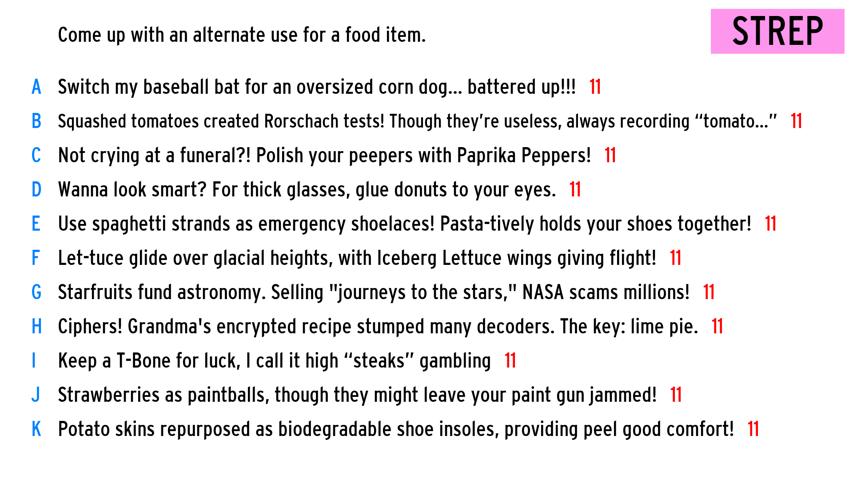 STREP
Come up with an alternate use for a food item.
A Switch my baseball bat for an oversized corn dog... battered up!!! 11
B Squashed tomatoes created Rorschach tests! Though they’re useless, always recording “tomato...” 11
C Not crying at a funeral?! Polish your peepers with Paprika Peppers! 11
D Wanna look smart? For thick glasses, glue donuts to your eyes. 11
E Use spaghetti strands as emergency shoelaces! Pasta-tively holds your shoes together! 11
F Let-tuce glide over glacial heights, with Iceberg Lettuce wings giving flight! 11
G Starfruits fund astronomy. Selling "journeys to the stars," NASA scams millions! 11
H Ciphers! Grandma's encrypted recipe stumped many decoders. The key: lime pie. 11
I Keep a T-Bone for luck, I call it high “steaks” gambling 11
J Strawberries as paintballs, though they might leave your paint gun jammed! 11
K Potato skins repurposed as biodegradable shoe insoles, providing peel good comfort! 11